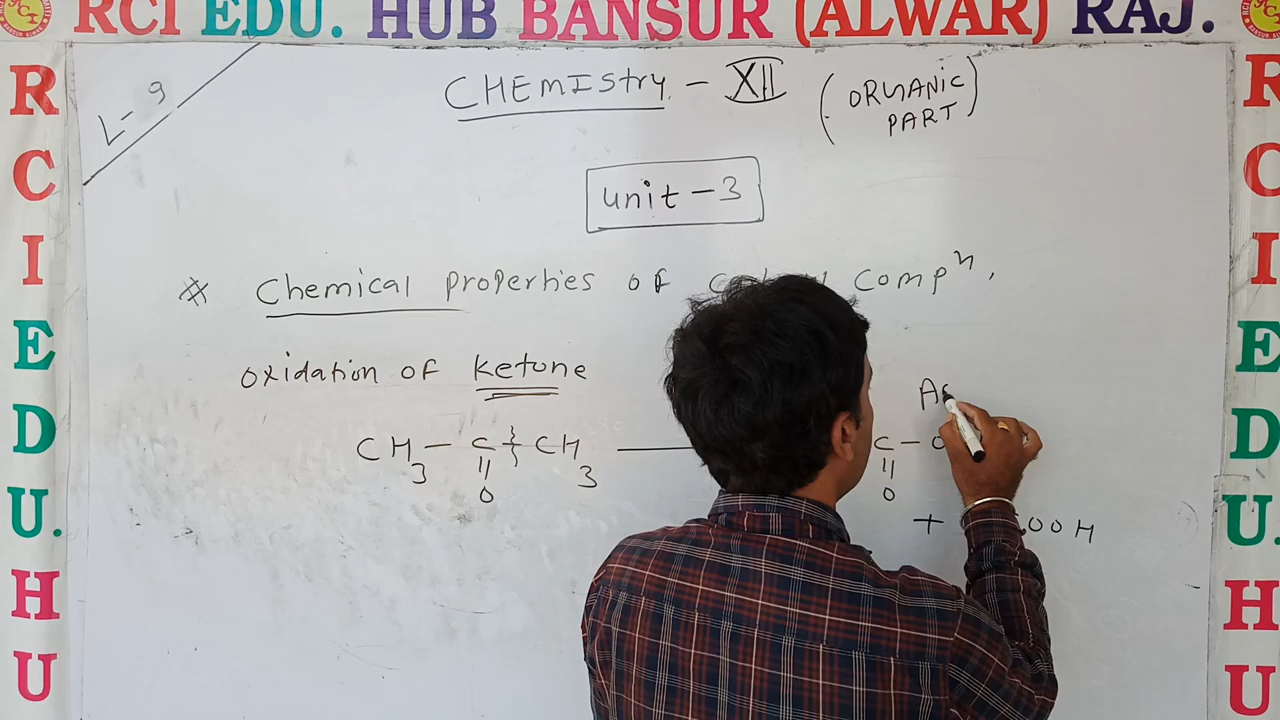 RCI EDU. HUB BANSUR (ALWAR) RAJ.
R
C
I
E
D
U.
H
U
R
C
I
E
D
U.
H
U
L-9
CHEMIStry - XII (ORGANIC PART)
Unit - 3
* Chemical Properties of Compⁿ.
Oxidation of Ketone
CH3 - C - CH3
O
C - O
O
+ OOH